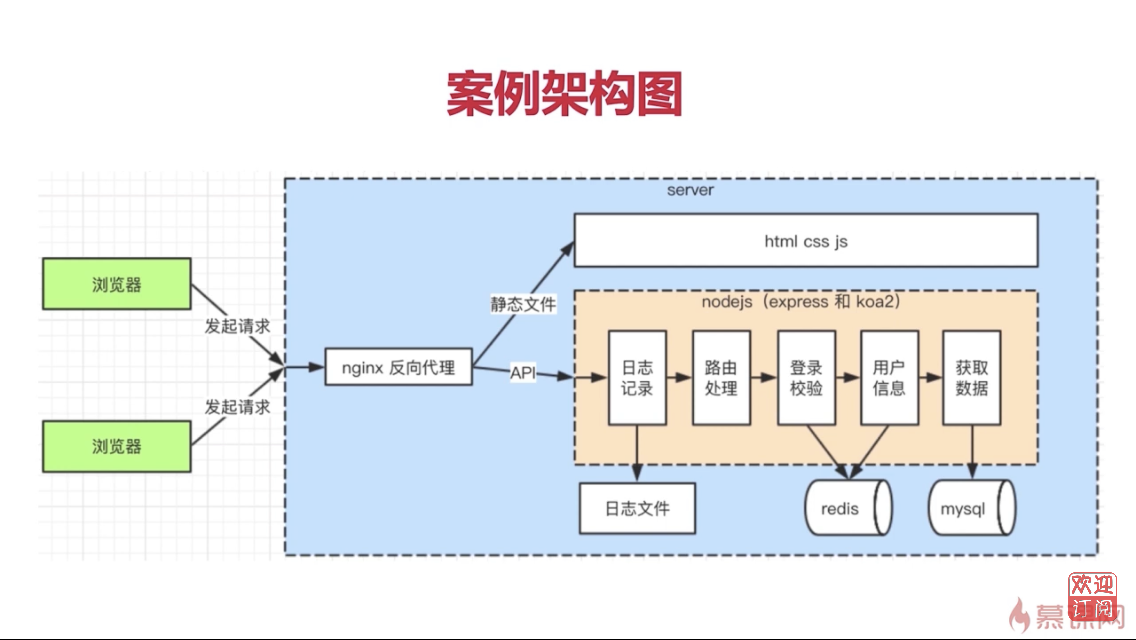 案例架构图
server
html css js
浏览器
静态文件
nodejs（express 和 koa2）
发起请求
nginx 反向代理
API
日志
记录
路由
处理
登录
校验
用户
信息
获取
数据
发起请求
浏览器
日志文件
redis
mysql
欢迎
订阅
慕课网